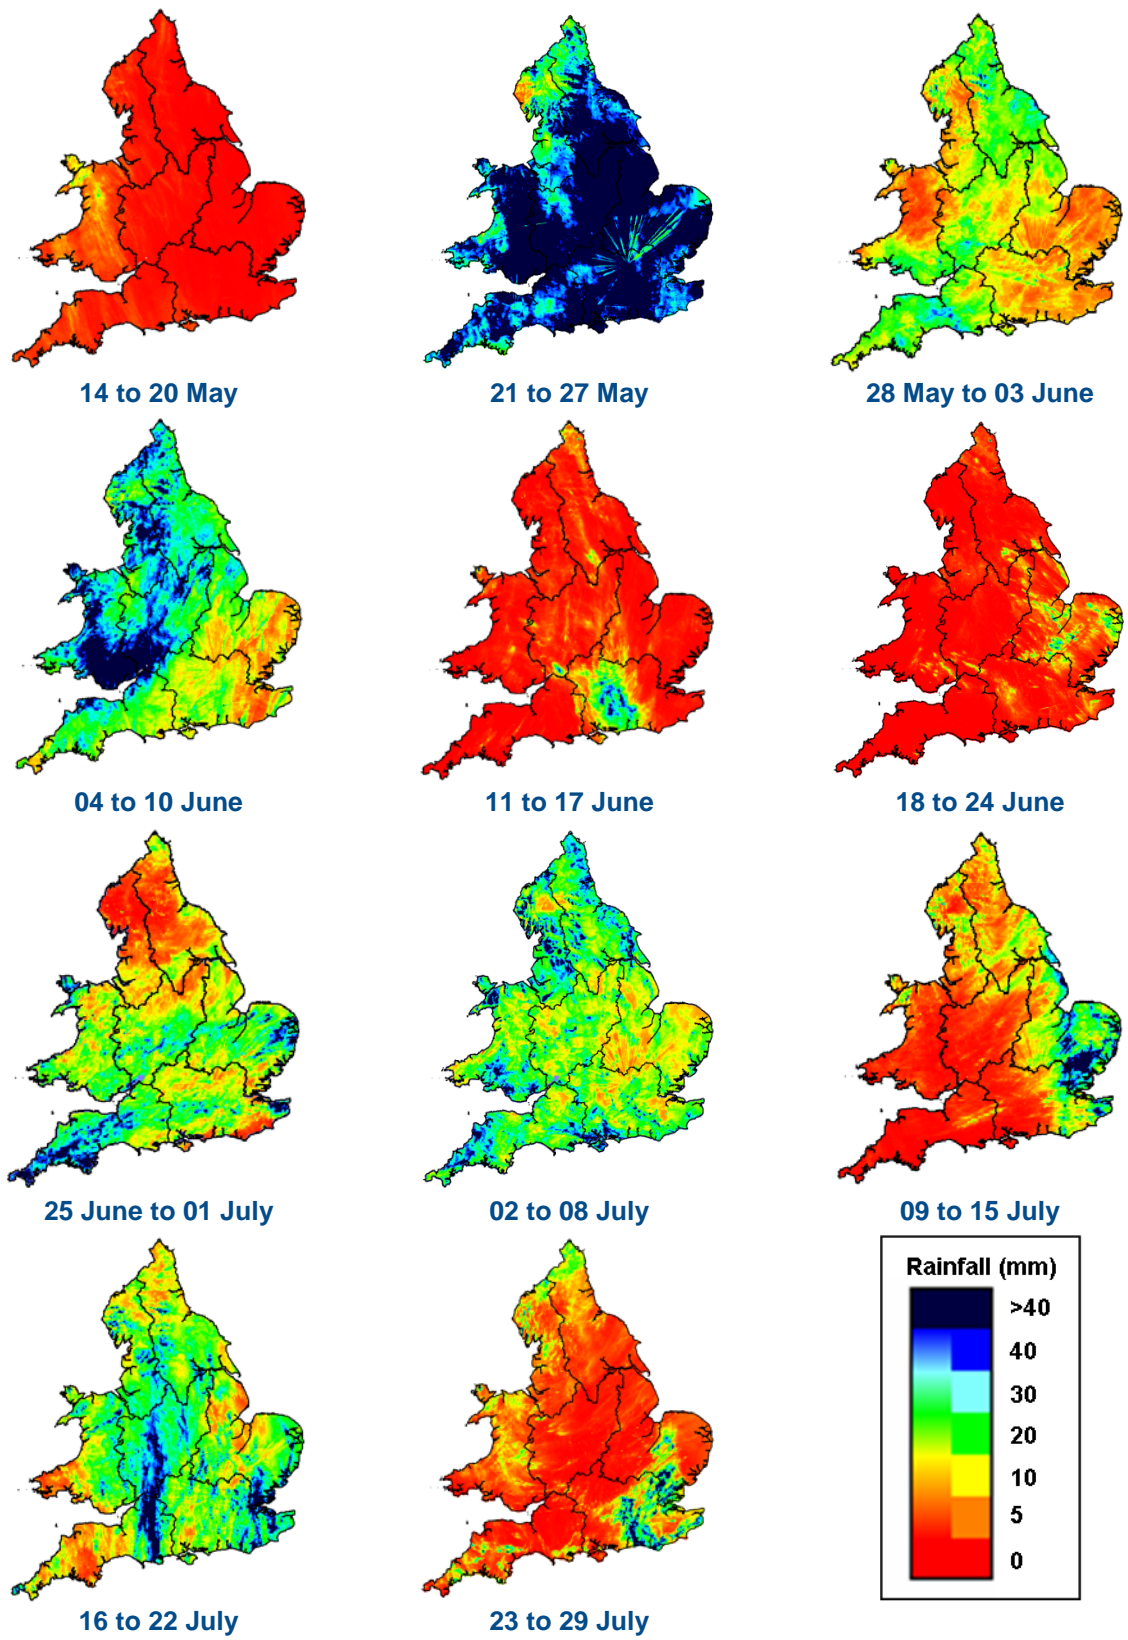 14 to 20 May
21 to 27 May
28 May to 03 June
04 to 10 June
11 to 17 June
18 to 24 June
25 June to 01 July
02 to 08 July
09 to 15 July
16 to 22 July
23 to 29 July
Rainfall (mm)
>40
40
30
20
10
5
0